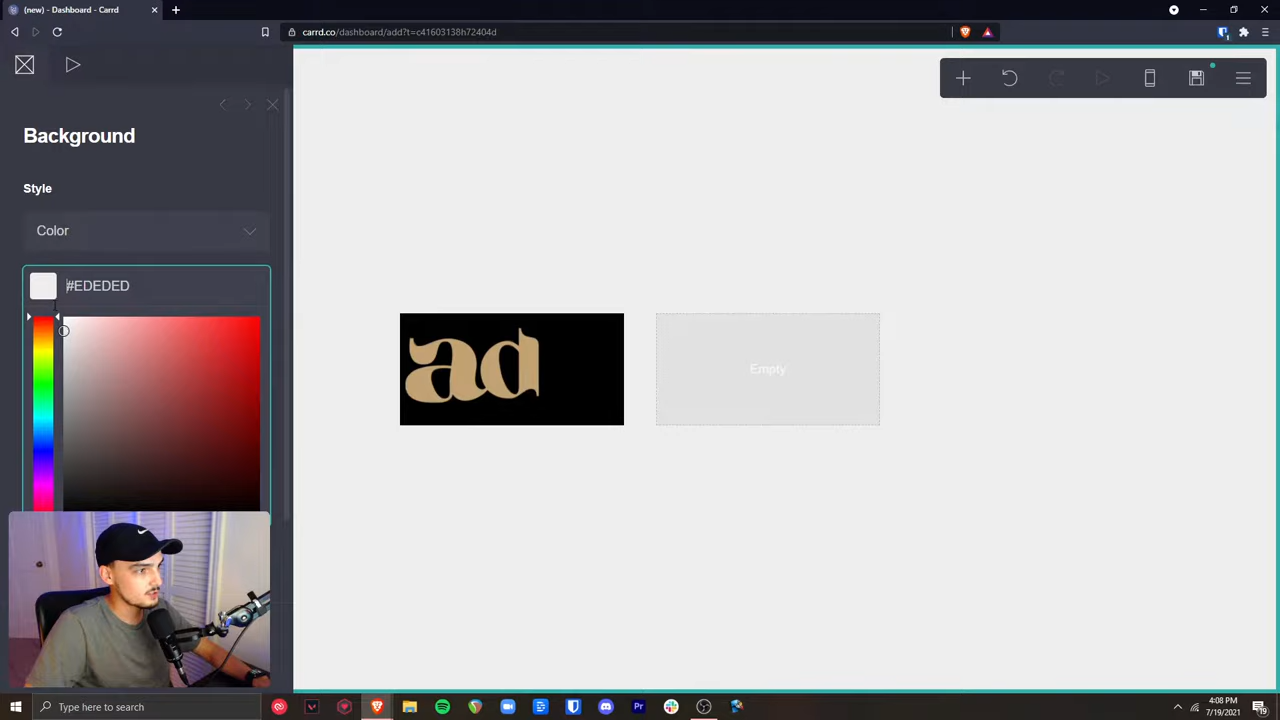 (new) - Dashboard - Carrd
carrd.co/dashboard/add?t=c41603138h72404d
Background
Style
Color
#EDEDED
ad
Empty
Type here to search
4:08 PM
7/19/2021